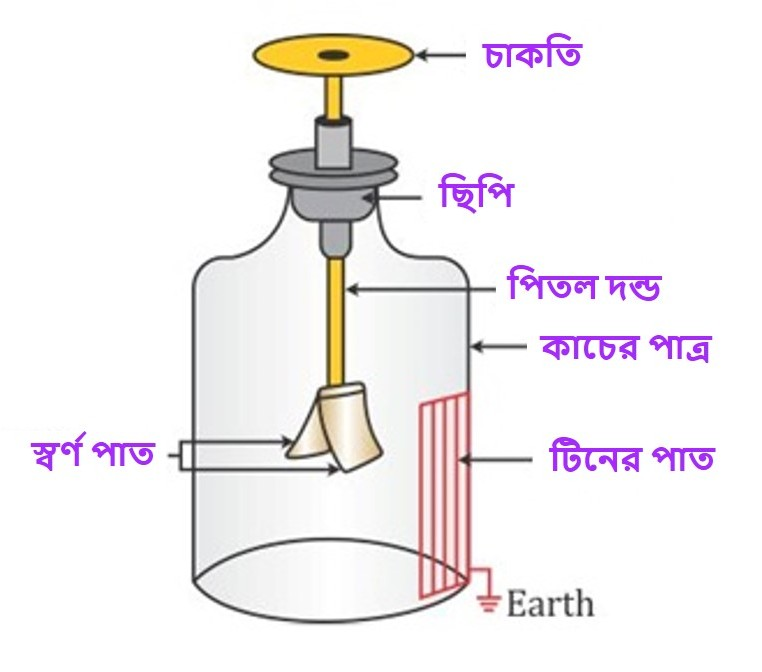 চাকতি
ছিপি
পিতল দন্ড
কাচের পাত্র
স্বর্ণ পাত
টিনের পাত
Earth